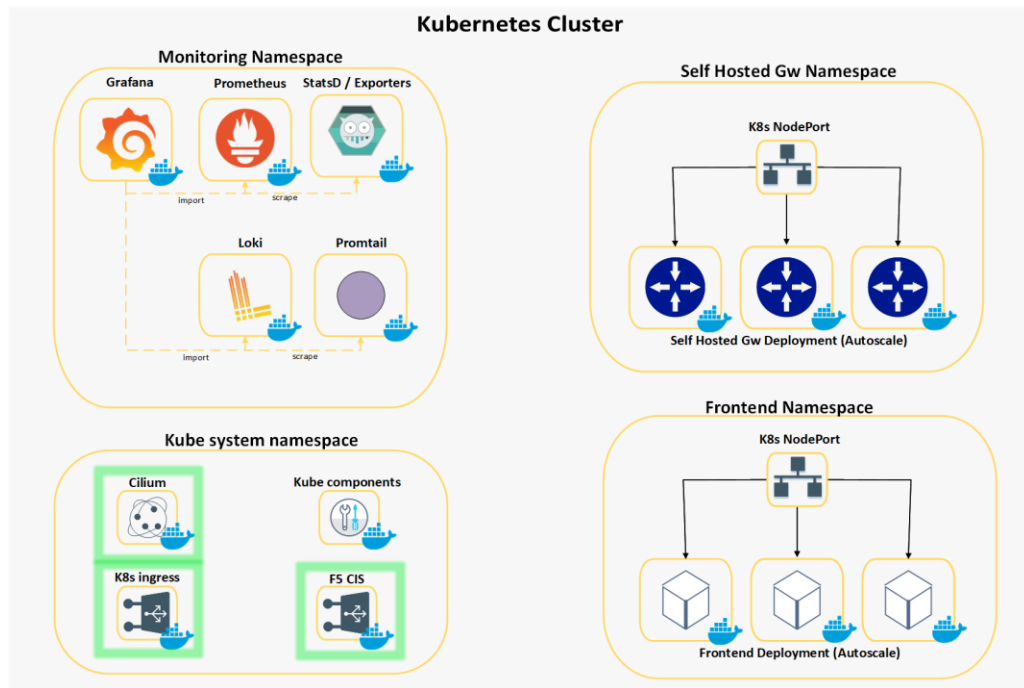 Kubernetes Cluster
Monitoring Namespace
Grafana
Prometheus
StatsD / Exporters
import
scrape
Loki
Promtail
import
scrape
Self Hosted Gw Namespace
K8s NodePort
Self Hosted Gw Deployment (Autoscale)
Kube system namespace
Cilium
Kube components
K8s ingress
F5 CIS
Frontend Namespace
K8s NodePort
Frontend Deployment (Autoscale)